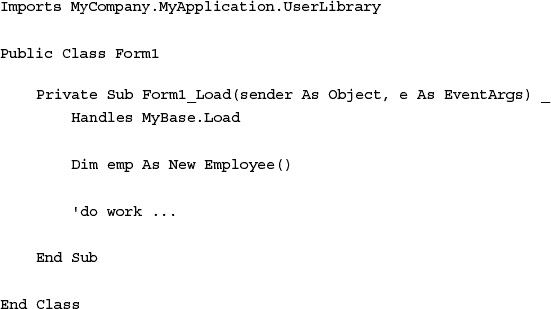 Imports MyCompany.MyApplication.UserLibrary
Public Class Form1
Private Sub Form1_Load(sender As Object, e As EventArgs) _
Handles MyBase.Load
Dim emp As New Employee()
'do work ...
End Sub
End Class